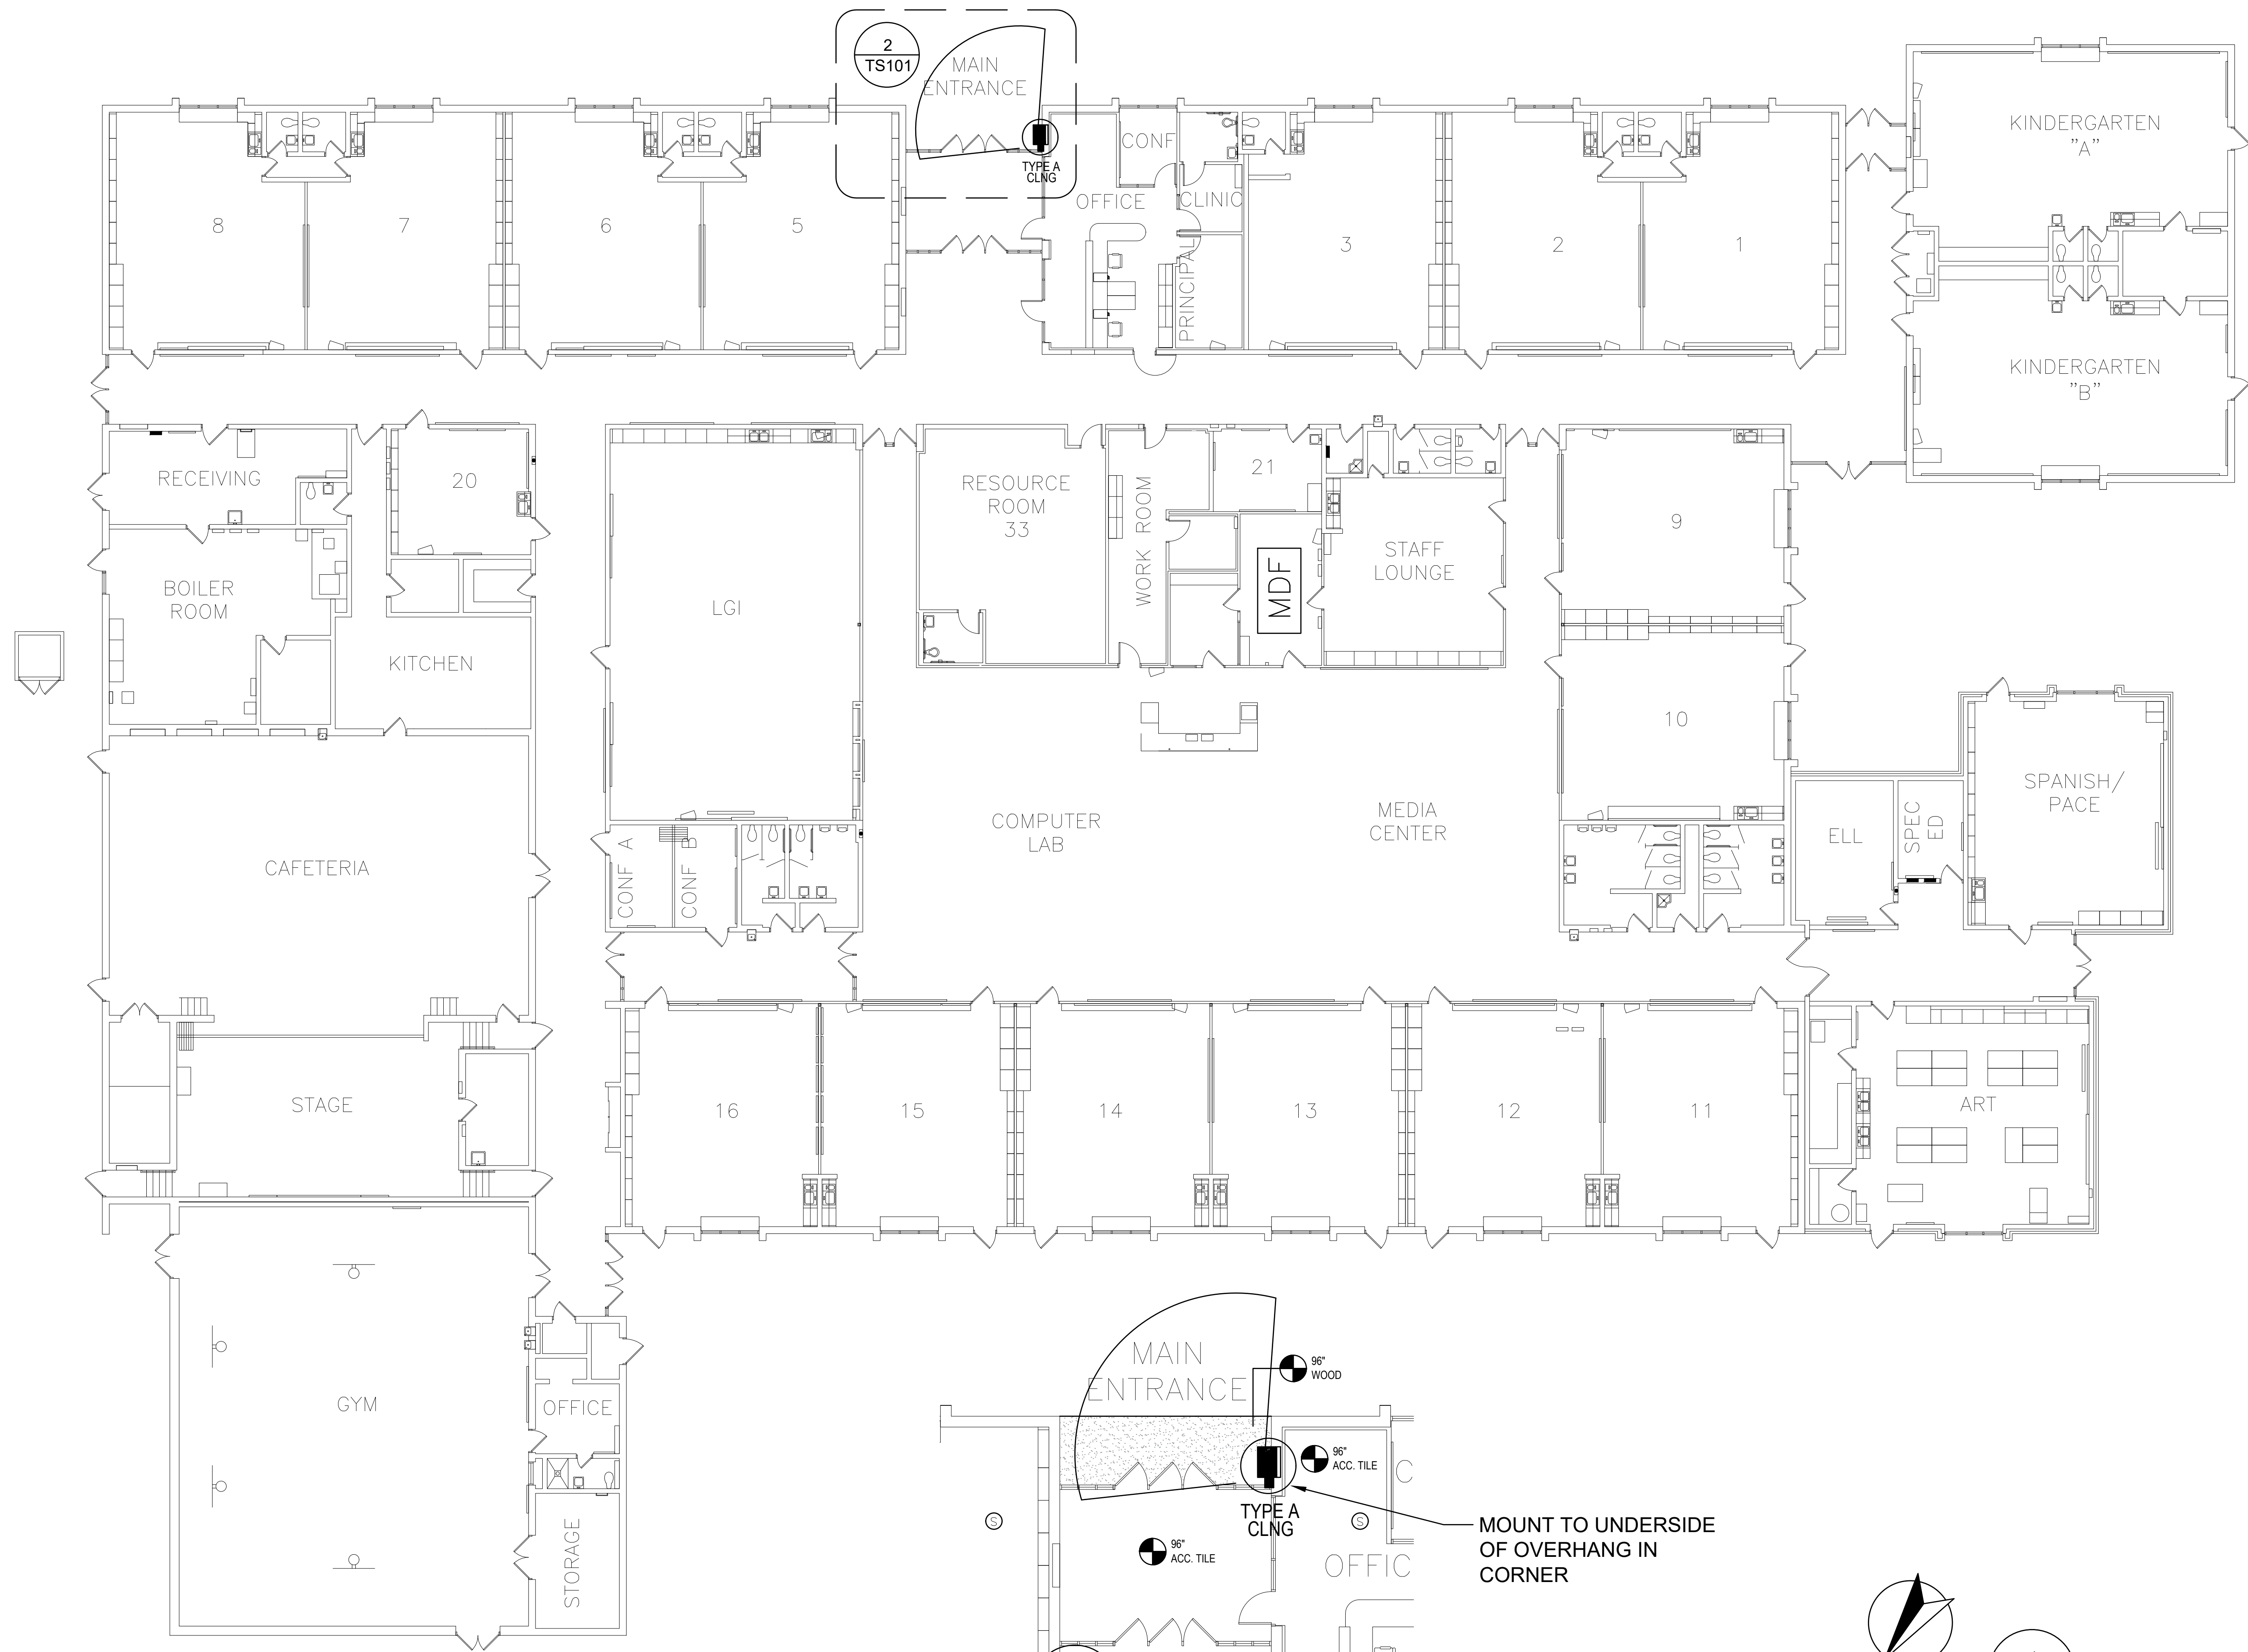 2
TS101
MAIN
ENTRANCE
TYPE A
CLNG
KINDERGARTEN
"A"
CONF
OFFICE
CLINIC
PRINCIPAL
8
7
6
5
3
2
1
KINDERGARTEN
"B"
RECEIVING
20
RESOURCE
ROOM
33
WORK ROOM
21
9
STAFF
LOUNGE
MDF
BOILER
ROOM
LGI
KITCHEN
10
SPANISH/
PACE
COMPUTER
LAB
MEDIA
CENTER
ELL
SPEC
ED
CAFETERIA
CONF A
CONF B
STAGE
16
15
14
13
12
11
ART
MAIN
ENTRANCE
96"
WOOD
GYM
OFFICE
96"
ACC. TILE
C
TYPE A
CLNG
S
S
MOUNT TO UNDERSIDE
OF OVERHANG IN
CORNER
96"
ACC. TILE
OFFIC
STORAGE